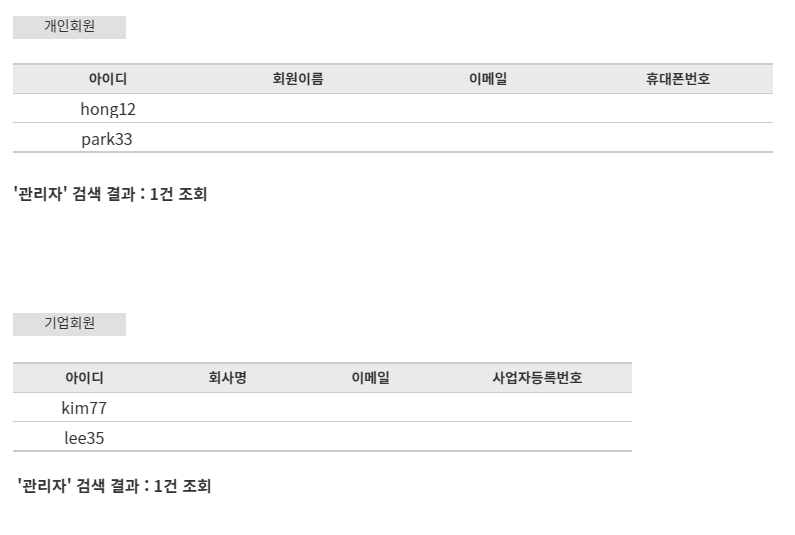 개인회원
아이디 회원이름 이메일 휴대폰번호
hong12
park33
'관리자' 검색 결과 : 1건 조회
기업회원
아이디 회사명 이메일 사업자등록번호
kim77
lee35
'관리자' 검색 결과 : 1건 조회